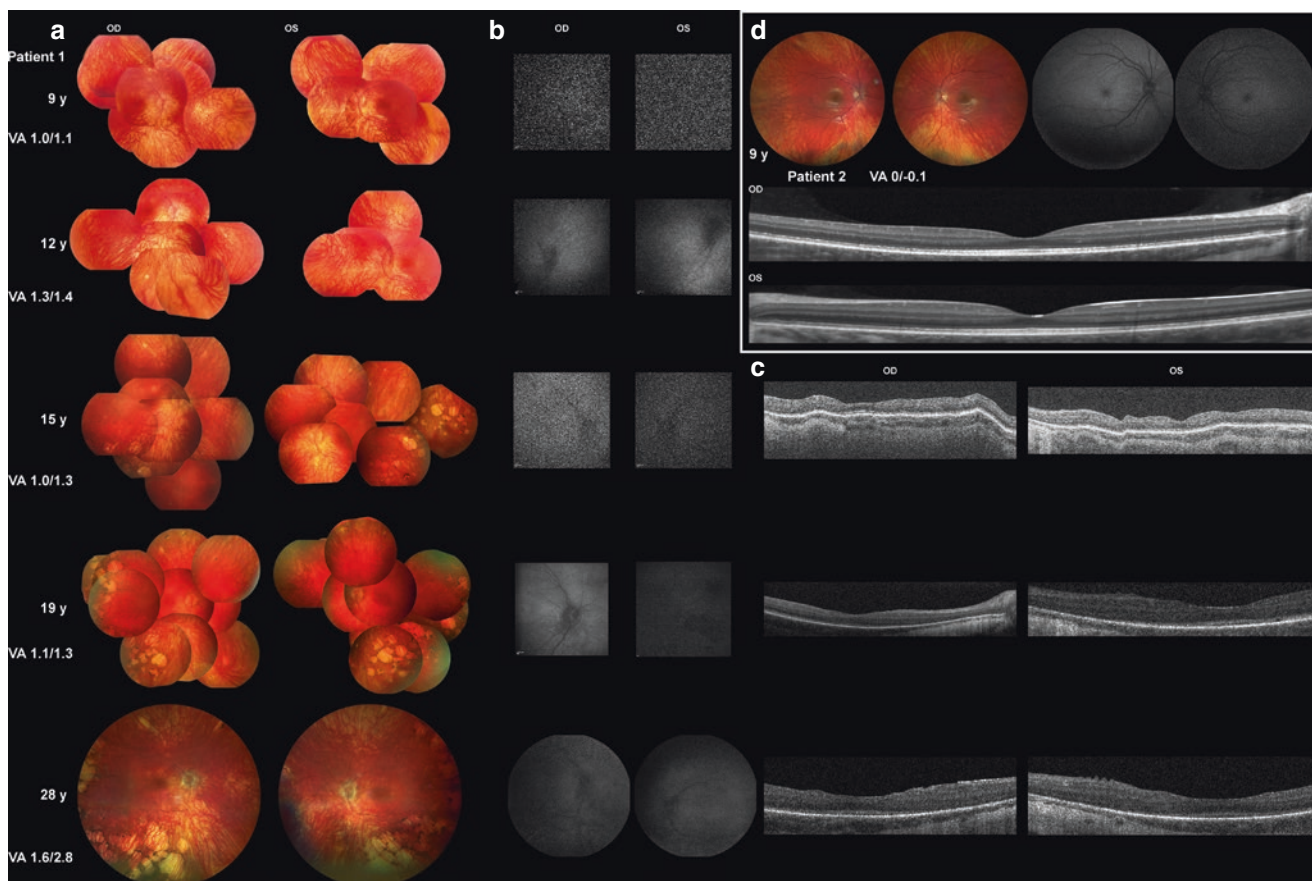 a
OD OS
Patient 1
9 y
VA 1.0/1.1
12 y
VA 1.3/1.4
15 y
VA 1.0/1.3
19 y
VA 1.1/1.3
28 y
VA 1.6/2.8
b
OD OS
d
9 y
Patient 2 VA 0/-0.1
OD
OS
c
OD OS